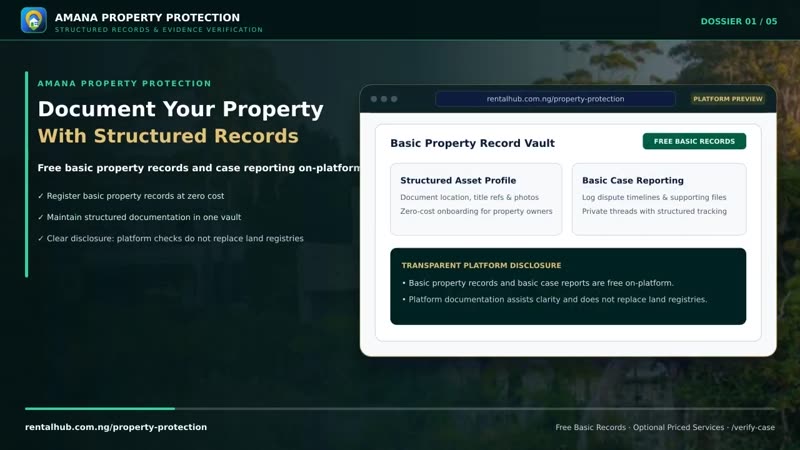 AMANA PROPERTY PROTECTION
STRUCTURED RECORDS & EVIDENCE VERIFICATION
DOSSIER 01 / 05
AMANA PROPERTY PROTECTION
Document Your Property
With Structured Records
Free basic property records and case reporting on-platform
✓ Register basic property records at zero cost
✓ Maintain structured documentation in one vault
✓ Clear disclosure: platform checks do not replace land registries
rentalhub.com.ng/property-protection
PLATFORM PREVIEW
Basic Property Record Vault
FREE BASIC RECORDS
Structured Asset Profile
Document location, title refs & photos
Zero-cost onboarding for property owners
Basic Case Reporting
Log dispute timelines & supporting files
Private threads with structured tracking
TRANSPARENT PLATFORM DISCLOSURE
• Basic property records and basic case reports are free on-platform.
• Platform documentation assists clarity and does not replace land registries.
rentalhub.com.ng/property-protection
Free Basic Records · Optional Priced Services · /verify-case